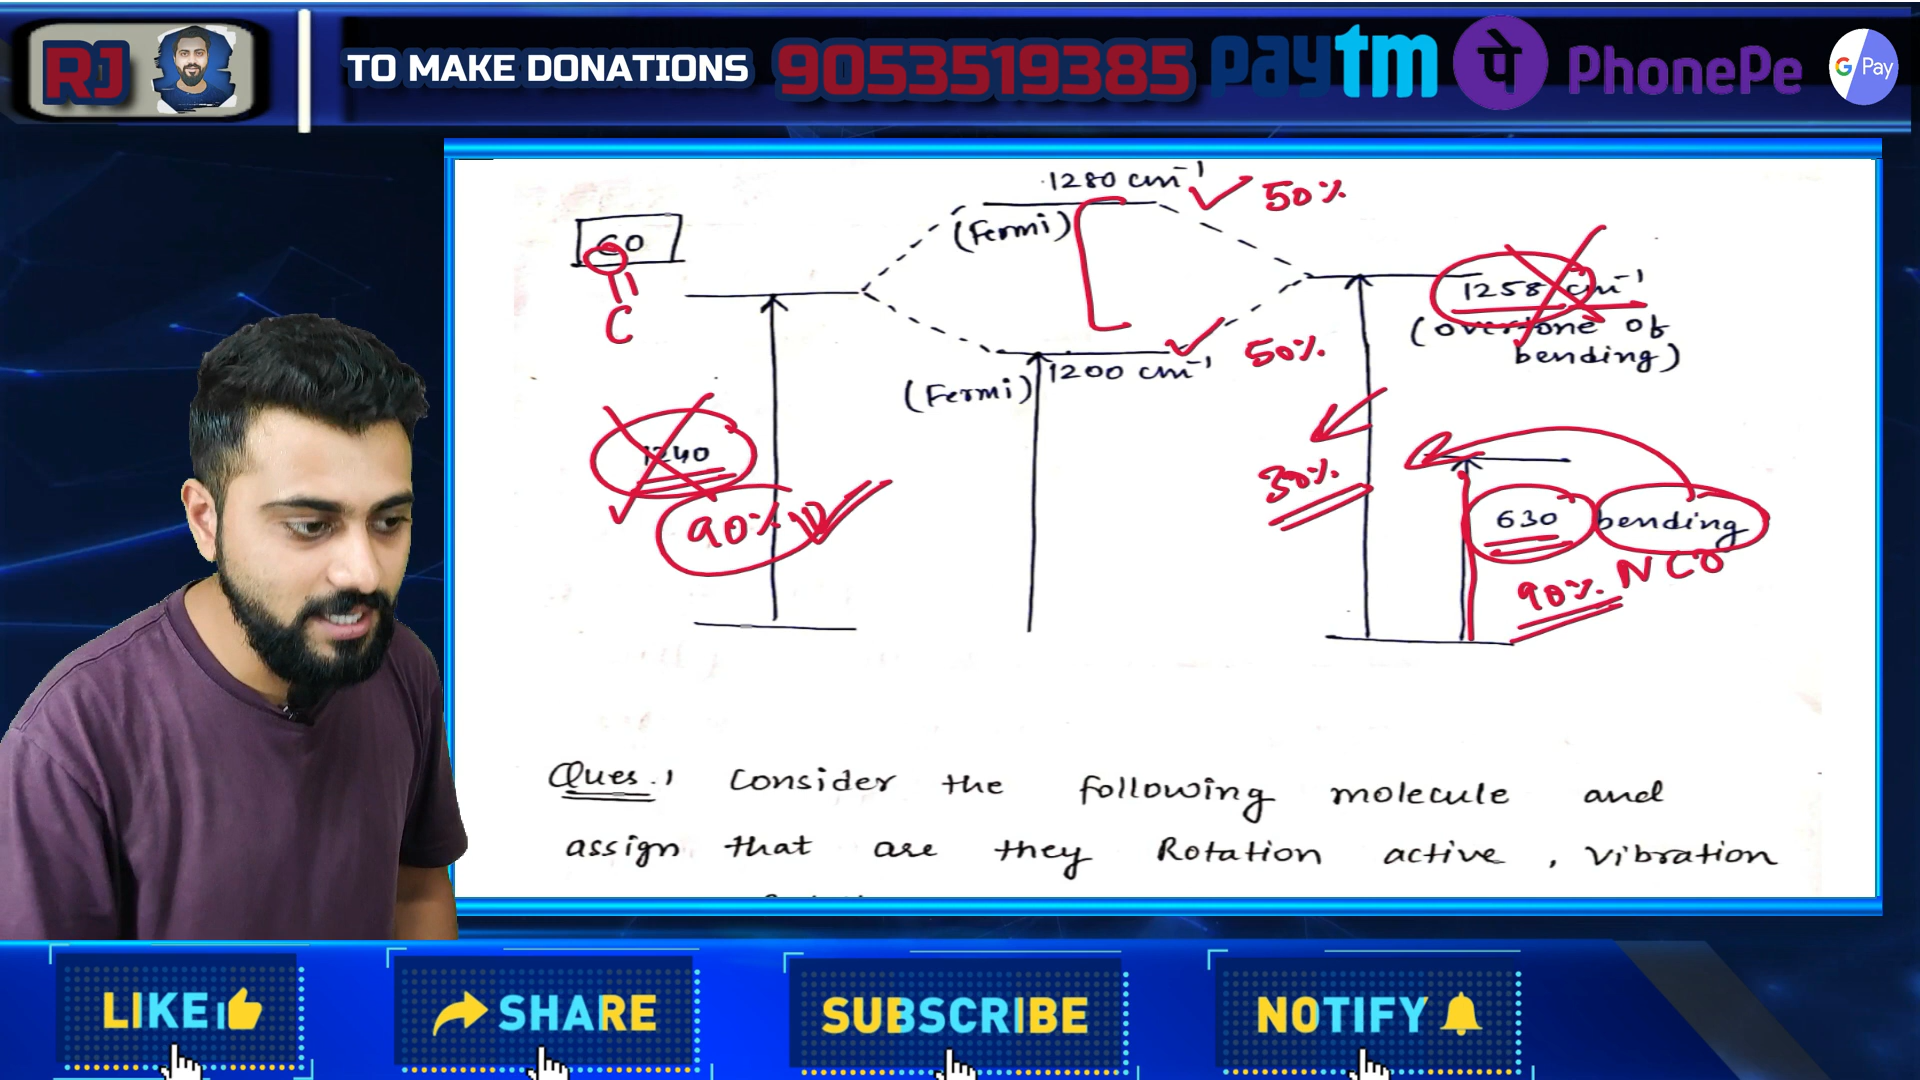 RJ
TO MAKE DONATIONS 9053519385 paytm पे PhonePe G Pay
1280 cm⁻¹ 50%
(Fermi)
CO
C
1258 cm⁻¹
(overtone of
bending)
1200 cm⁻¹ 50%
(Fermi)
1240
90%
30%
630 bending
90% NCO
Ques.1 Consider the following molecule and
assign that are they Rotation active, Vibration
LIKE SHARE SUBSCRIBE NOTIFY